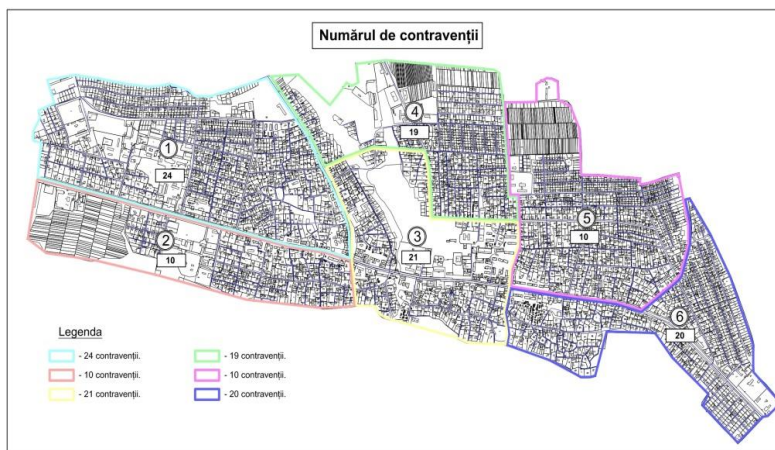 Numărul de contravenții
4
19
1
24
5
10
3
21
2
10
6
20
Legenda
- 24 contravenții.
- 19 contravenții.
- 10 contravenții.
- 10 contravenții.
- 21 contravenții.
- 20 contravenții.